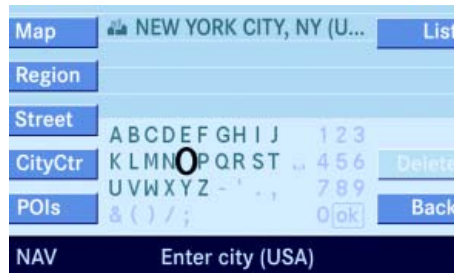 Map
NEW YORK CITY, NY (U...
List
Region
Street
ABCDEFGHIJ 123
CityCtr
KLMNOPQRST ␣ 456
Delete
UVWXYZ-'., 789
POIs
&()/; 0 ok
Back
NAV
Enter city (USA)